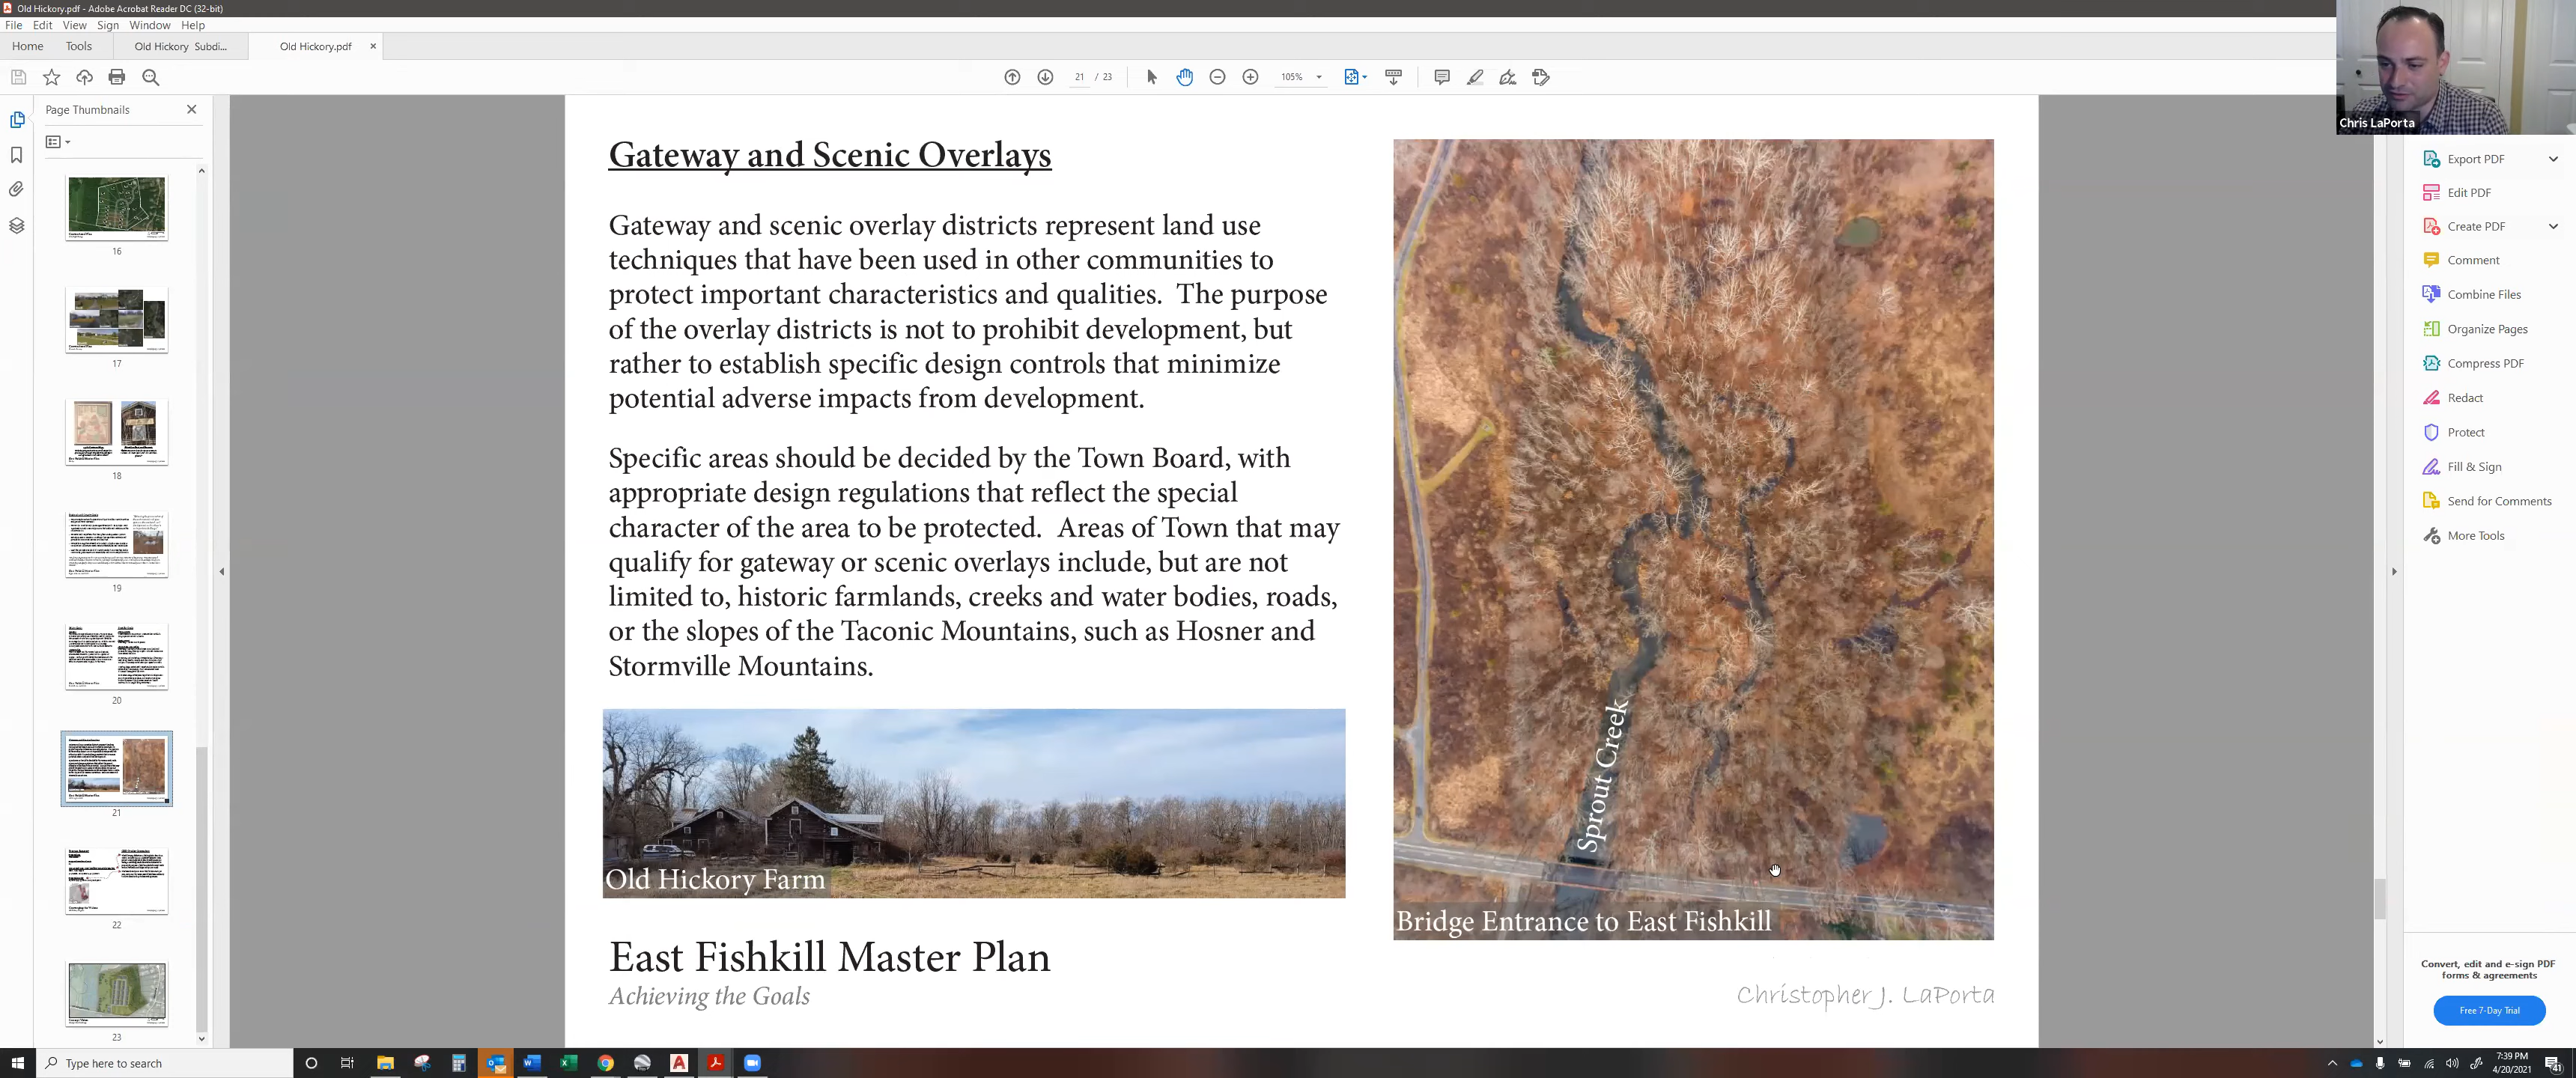 Old Hickory.pdf - Adobe Acrobat Reader DC (32-bit)
File Edit View Sign Window Help
Home Tools Old Hickory Subdi... Old Hickory.pdf ×
21 / 23 105%
Chris LaPorta
Page Thumbnails
16
17
18
19
20
21
22
23
Gateway and Scenic Overlays
Gateway and scenic overlay districts represent land use
techniques that have been used in other communities to
protect important characteristics and qualities. The purpose
of the overlay districts is not to prohibit development, but
rather to establish specific design controls that minimize
potential adverse impacts from development.
Specific areas should be decided by the Town Board, with
appropriate design regulations that reflect the special
character of the area to be protected. Areas of Town that may
qualify for gateway or scenic overlays include, but are not
limited to, historic farmlands, creeks and water bodies, roads,
or the slopes of the Taconic Mountains, such as Hosner and
Stormville Mountains.
Old Hickory Farm
Sprout Creek
Bridge Entrance to East Fishkill
East Fishkill Master Plan
Achieving the Goals
Christopher J. LaPorta
Export PDF
Edit PDF
Create PDF
Comment
Combine Files
Organize Pages
Compress PDF
Redact
Protect
Fill & Sign
Send for Comments
More Tools
Convert, edit and e-sign PDF
forms & agreements
Free 7-Day Trial
Type here to search
7:39 PM
4/20/2021
41